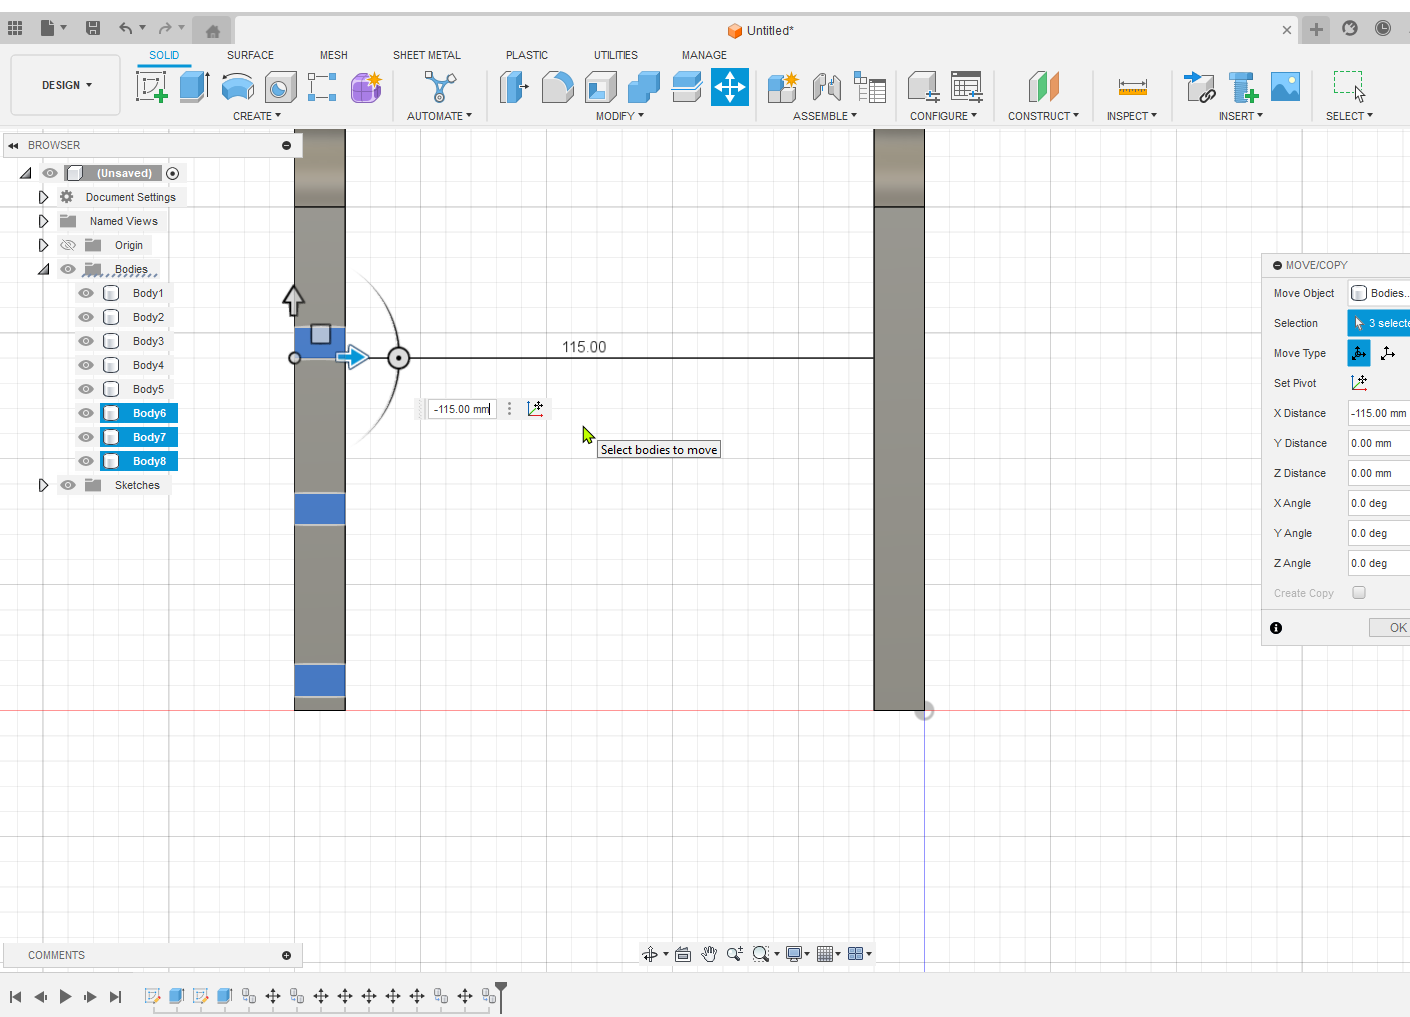 Untitled*
SOLID SURFACE MESH SHEET METAL PLASTIC UTILITIES MANAGE
DESIGN
CREATE AUTOMATE MODIFY ASSEMBLE CONFIGURE CONSTRUCT INSPECT INSERT SELECT
BROWSER
(Unsaved)
Document Settings
Named Views
Origin
Bodies
Body1
Body2
Body3
Body4
Body5
Body6
Body7
Body8
Sketches
115.00
-115.00 mm
Select bodies to move
MOVE/COPY
Move Object Bodies..
Selection 3 selecte
Move Type
Set Pivot
X Distance -115.00 mm
Y Distance 0.00 mm
Z Distance 0.00 mm
X Angle 0.0 deg
Y Angle 0.0 deg
Z Angle 0.0 deg
Create Copy
OK
COMMENTS